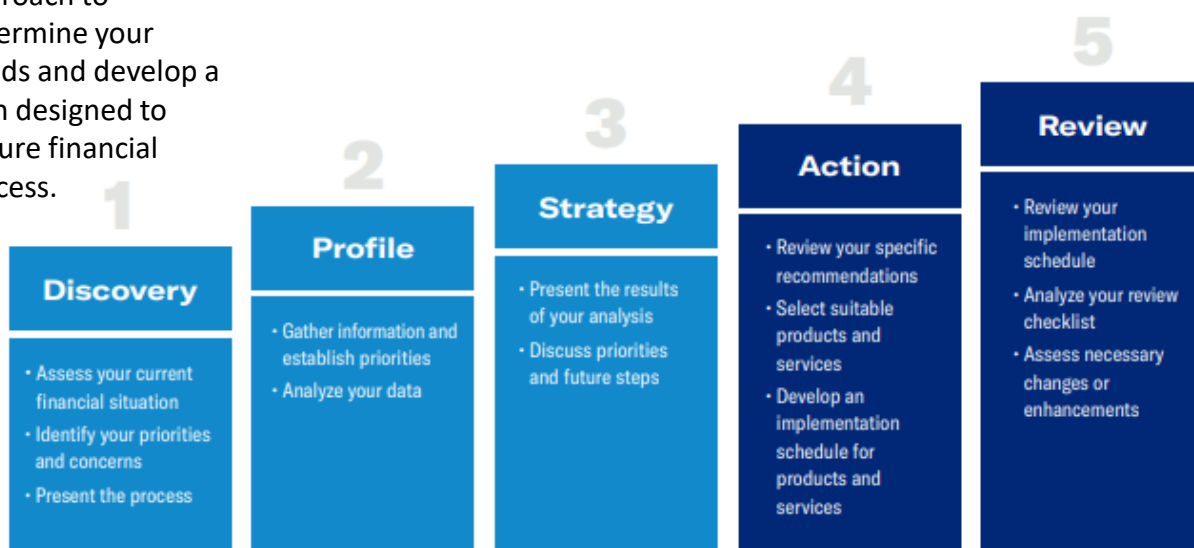 ermine your
ds and develop a
designed to
ure financial
cess.
1
Discovery
• Assess your current
financial situation
• Identify your priorities
and concerns
• Present the process
2
Profile
• Gather information and
establish priorities
• Analyze your data
3
Strategy
• Present the results
of your analysis
• Discuss priorities
and future steps
4
Action
• Review your specific
recommendations
• Select suitable
products and
services
• Develop an
implementation
schedule for
products and
services
5
Review
• Review your
implementation
schedule
• Analyze your review
checklist
• Assess necessary
changes or
enhancements